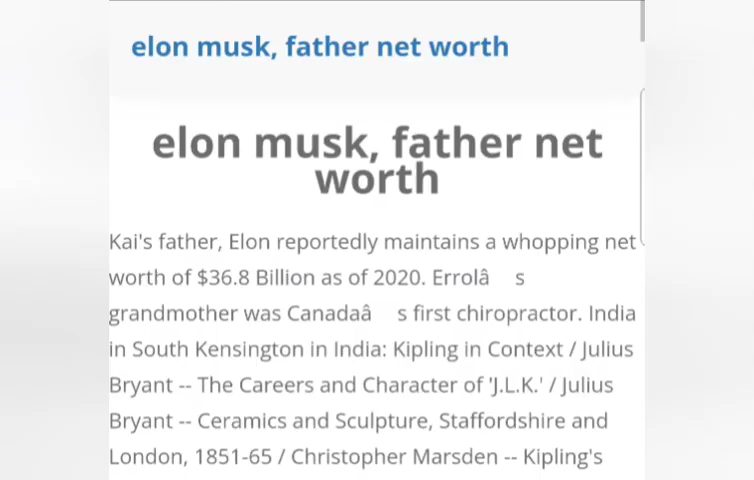 elon musk, father net worth
elon musk, father net
worth
Kai's father, Elon reportedly maintains a whopping net
worth of $36.8 Billion as of 2020. Errolâ s
grandmother was Canadaâ s first chiropractor. India
in South Kensington in India: Kipling in Context / Julius
Bryant -- The Careers and Character of 'J.L.K.' / Julius
Bryant -- Ceramics and Sculpture, Staffordshire and
London, 1851-65 / Christopher Marsden -- Kipling's